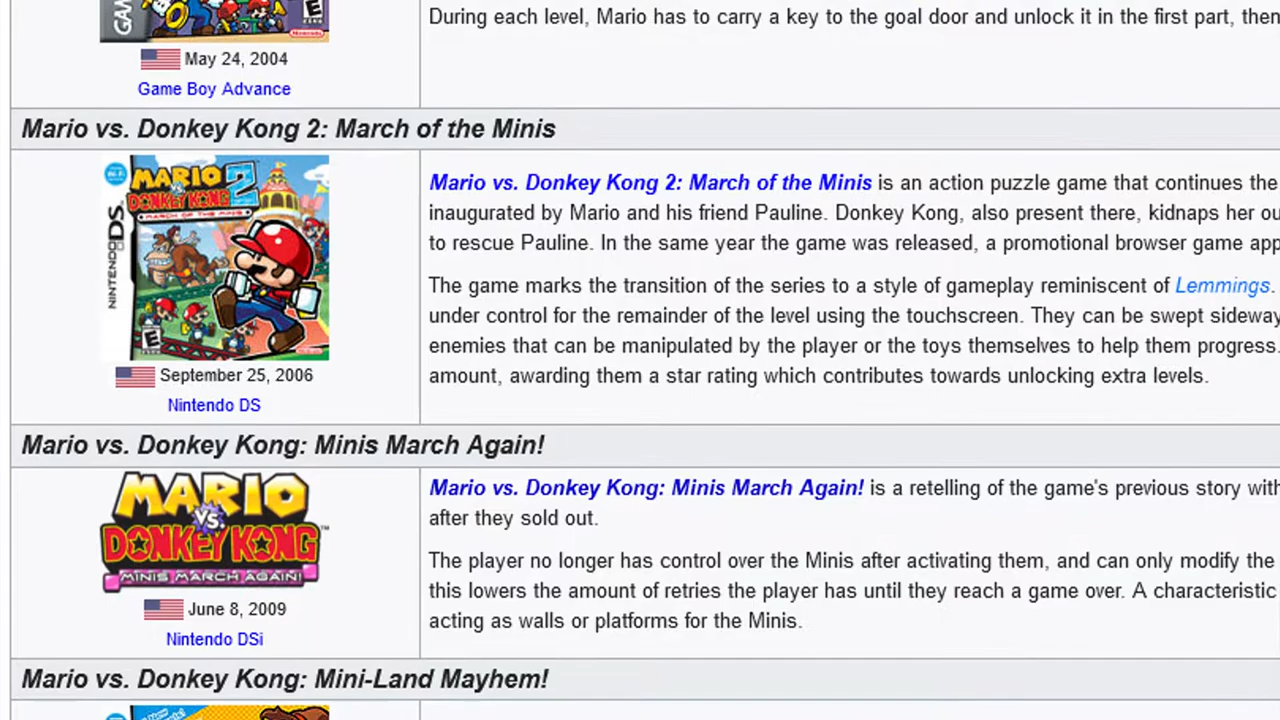 During each level, Mario has to carry a key to the goal door and unlock it in the first part, then
GAM
E
Nintendo
May 24, 2004
Game Boy Advance
Mario vs. Donkey Kong 2: March of the Minis
MARIO
VS.
2
DONKEY KONG
MARCH OF THE MINIS
NINTENDO DS
E
Nintendo
September 25, 2006
Nintendo DS
Mario vs. Donkey Kong 2: March of the Minis is an action puzzle game that continues the
inaugurated by Mario and his friend Pauline. Donkey Kong, also present there, kidnaps her ou
to rescue Pauline. In the same year the game was released, a promotional browser game app
The game marks the transition of the series to a style of gameplay reminiscent of Lemmings.
under control for the remainder of the level using the touchscreen. They can be swept sideway
enemies that can be manipulated by the player or the toys themselves to help them progress.
amount, awarding them a star rating which contributes towards unlocking extra levels.
Mario vs. Donkey Kong: Minis March Again!
MARIO
VS.
DONKEY KONG
MINIS MARCH AGAIN!
TM
June 8, 2009
Nintendo DSi
Mario vs. Donkey Kong: Minis March Again! is a retelling of the game's previous story with
after they sold out.
The player no longer has control over the Minis after activating them, and can only modify the
this lowers the amount of retries the player has until they reach a game over. A characteristic
acting as walls or platforms for the Minis.
Mario vs. Donkey Kong: Mini-Land Mayhem!